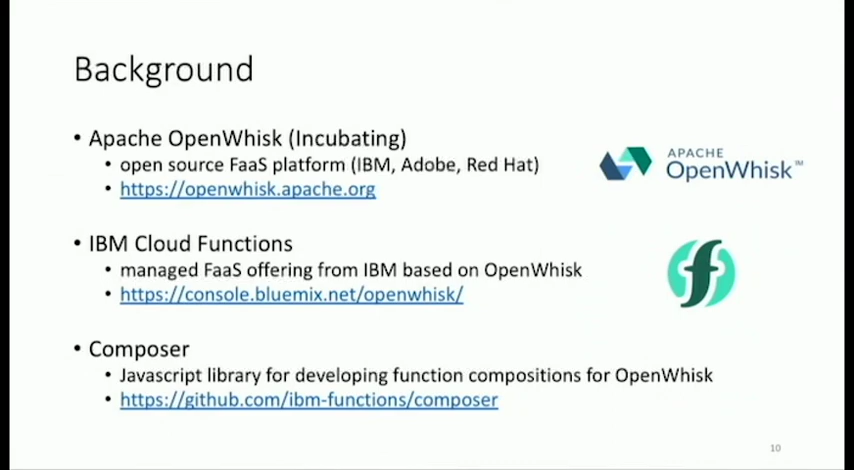 Background
• Apache OpenWhisk (Incubating)
• open source FaaS platform (IBM, Adobe, Red Hat)
• https://openwhisk.apache.org
APACHE
OpenWhisk™
• IBM Cloud Functions
• managed FaaS offering from IBM based on OpenWhisk
• https://console.bluemix.net/openwhisk/
f
• Composer
• Javascript library for developing function compositions for OpenWhisk
• https://github.com/ibm-functions/composer
10